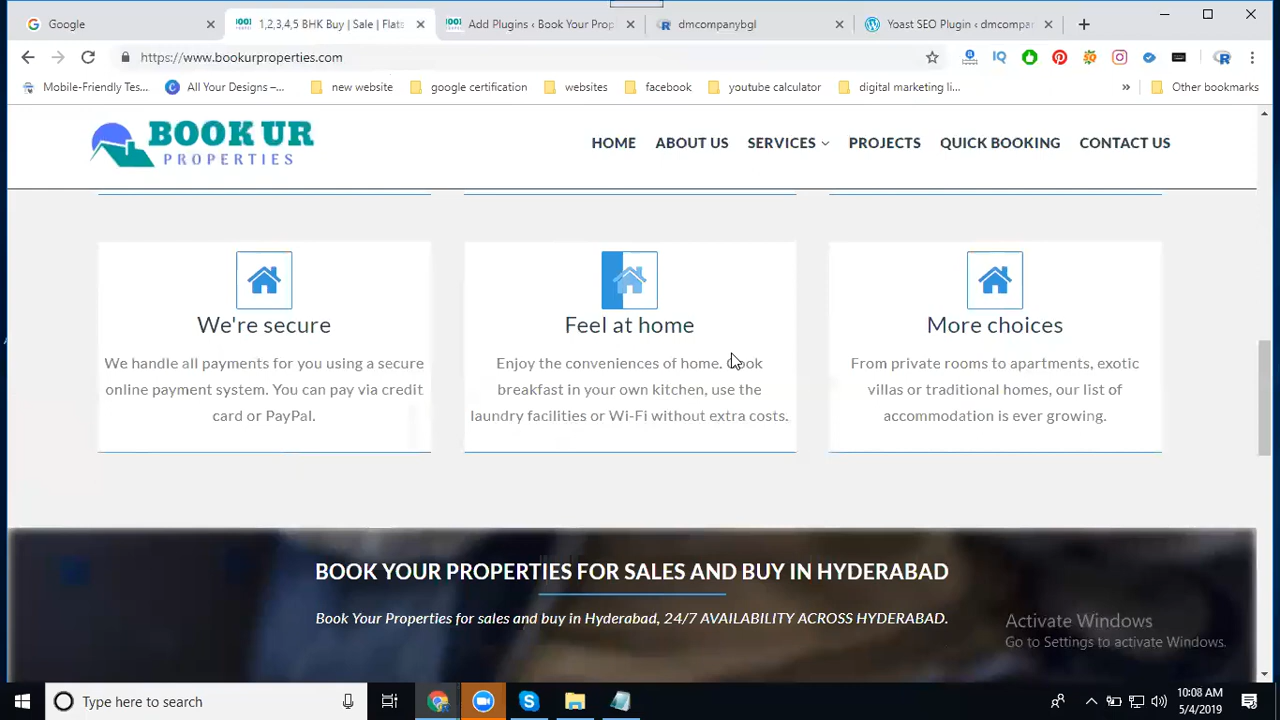 Google
1,2,3,4,5 BHK Buy | Sale | Flats
Add Plugins ‹ Book Your Prop
dmcompanybgl
Yoast SEO Plugin ‹ dmcompan
https://www.bookurproperties.com
Mobile-Friendly Tes...
All Your Designs –...
new website
google certification
websites
facebook
youtube calculator
digital marketing li...
»
Other bookmarks
BOOK UR
PROPERTIES
HOME
ABOUT US
SERVICES
PROJECTS
QUICK BOOKING
CONTACT US
We're secure
We handle all payments for you using a secure
online payment system. You can pay via credit
card or PayPal.
Feel at home
Enjoy the conveniences of home. Cook
breakfast in your own kitchen, use the
laundry facilities or Wi-Fi without extra costs.
More choices
From private rooms to apartments, exotic
villas or traditional homes, our list of
accommodation is ever growing.
BOOK YOUR PROPERTIES FOR SALES AND BUY IN HYDERABAD
Book Your Properties for sales and buy in Hyderabad, 24/7 AVAILABILITY ACROSS HYDERABAD.
Activate Windows
Go to Settings to activate Windows.
Type here to search
10:08 AM
5/4/2019